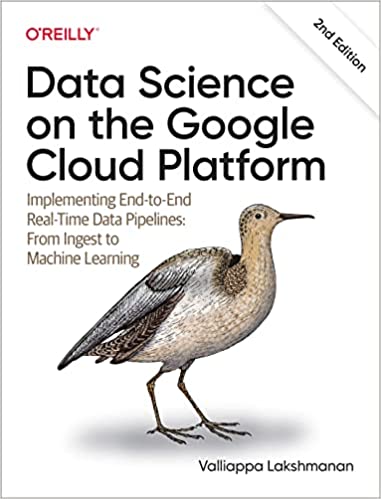 O'REILLY®
2nd Edition
Data Science
on the Google
Cloud Platform
Implementing End-to-End
Real-Time Data Pipelines:
From Ingest to
Machine Learning
Valliappa Lakshmanan